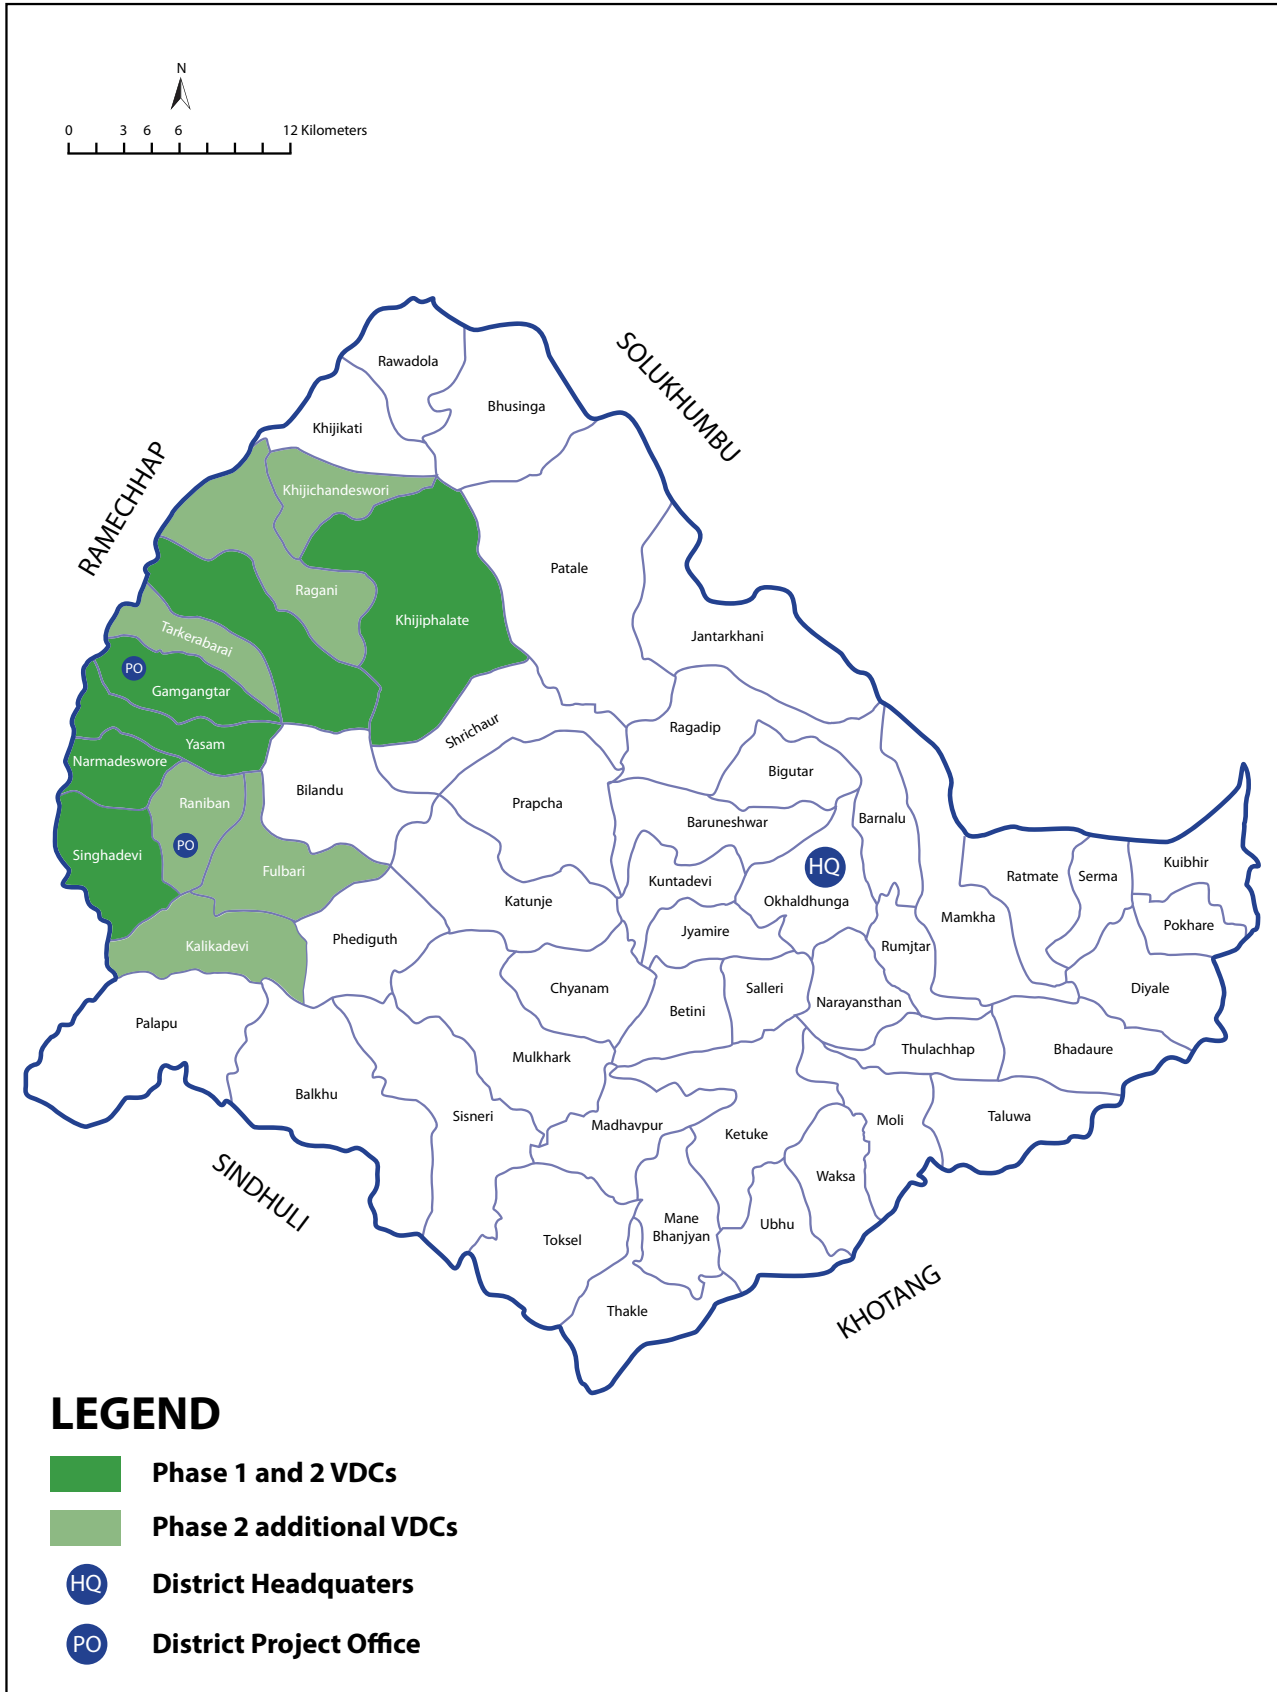 N
0 3 6 6 12 Kilometers
SOLUKHUMBU
RAMECHHAP
Rawadola
Bhusinga
Khijikati
Khijichandeswori
Patale
Ragani
Khijiphalate
Tarkerabarai
Jantarkhani
PO
Gamgangtar
Shrichaur
Ragadip
Yasam
Narmadeswore
Bigutar
Bilandu
Raniban
Prapcha
Baruneshwar
Barnalu
PO
Singhadevi
Fulbari
Kuntadevi
HQ
Okhaldhunga
Ratmate
Serma
Kuibhir
Katunje
Mamkha
Pokhare
Kalikadevi
Phediguth
Jyamire
Rumjtar
Chyanam
Salleri
Betini
Narayansthan
Diyale
Palapu
Mulkhark
Thulachhap
Bhadaure
Balkhu
Sisneri
Madhavpur
Ketuke
Moli
Taluwa
Waksa
Toksel
Mane
Bhanjyan
Ubhu
Thakle
SINDHULI
KHOTANG
LEGEND
Phase 1 and 2 VDCs
Phase 2 additional VDCs
HQ District Headquaters
PO District Project Office